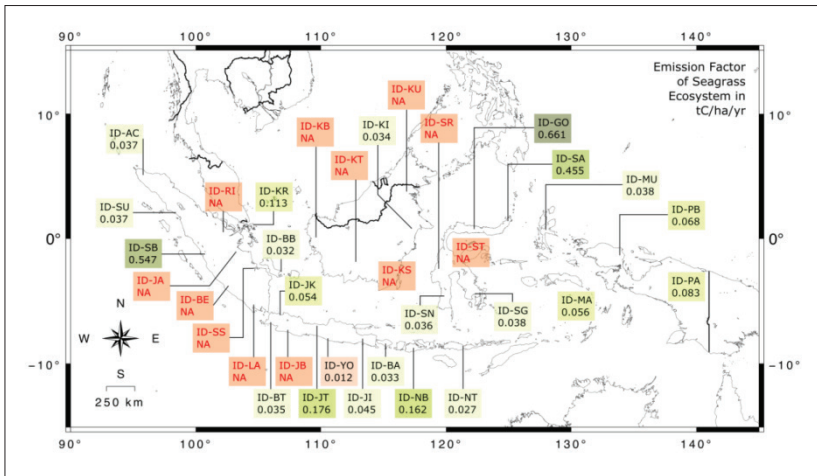 90°
100°
110°
120°
130°
140°
Emission Factor
of Seagrass
Ecosystem in
tC/ha/yr
10°
0°
−10°
10°
0°
−10°
ID-AC
0.037
ID-SU
0.037
ID-SB
0.547
ID-RI
NA
ID-KR
0.113
ID-JA
NA
ID-BE
NA
ID-SS
NA
ID-BB
0.032
ID-JK
0.054
ID-KB
NA
ID-KT
NA
ID-KI
0.034
ID-KU
NA
ID-SR
NA
ID-GO
0.661
ID-SA
0.455
ID-MU
0.038
ID-PB
0.068
ID-PA
0.083
ID-MA
0.056
ID-ST
NA
ID-KS
NA
ID-SN
0.036
ID-SG
0.038
ID-LA
NA
ID-BT
0.035
ID-JB
NA
ID-JT
0.176
ID-YO
0.012
ID-JI
0.045
ID-BA
0.033
ID-NB
0.162
ID-NT
0.027
N
W
E
S
250 km
90°
100°
110°
120°
130°
140°